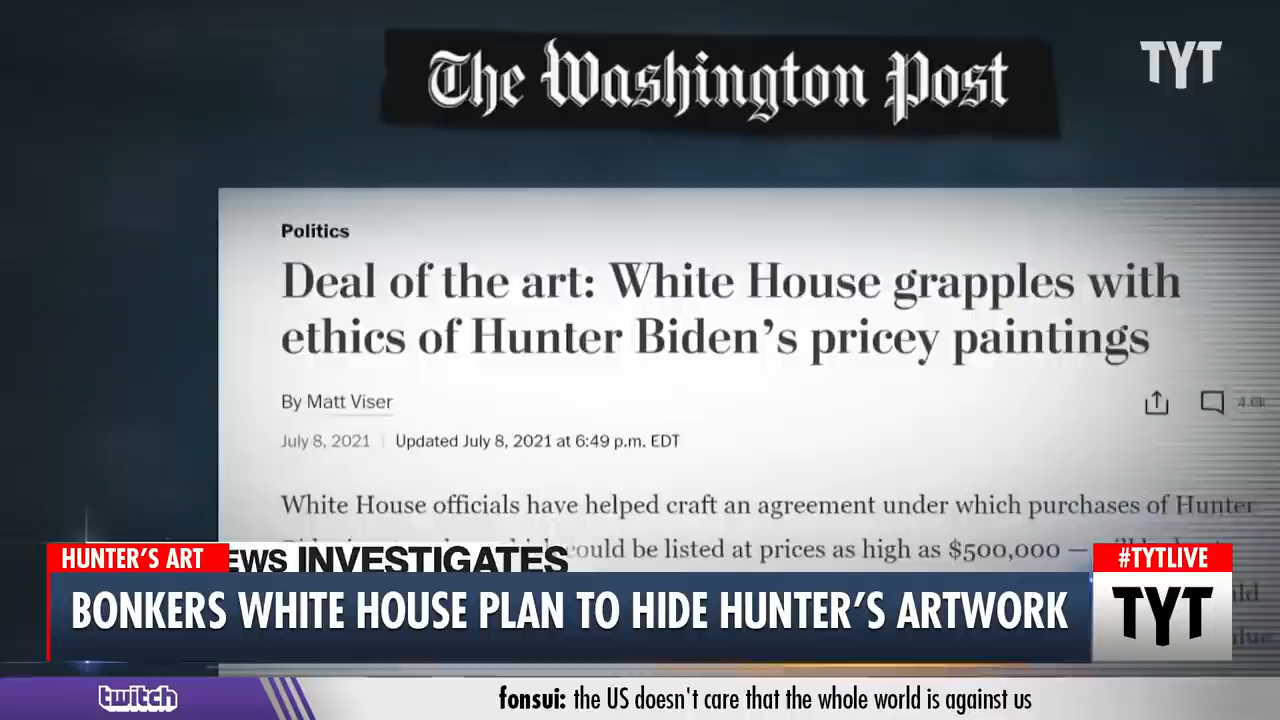 The Washington Post
TYT
Politics
Deal of the art: White House grapples with
ethics of Hunter Biden's pricey paintings
By Matt Viser
July 8, 2021 | Updated July 8, 2021 at 6:49 p.m. EDT
White House officials have helped craft an agreement under which purchases of Hunter
could be listed at prices as high as $500,000 —
HUNTER'S ART
EWS INVESTIGATES
#TYTLIVE
BONKERS WHITE HOUSE PLAN TO HIDE HUNTER'S ARTWORK
TYT
twitch
fonsui: the US doesn't care that the whole world is against us